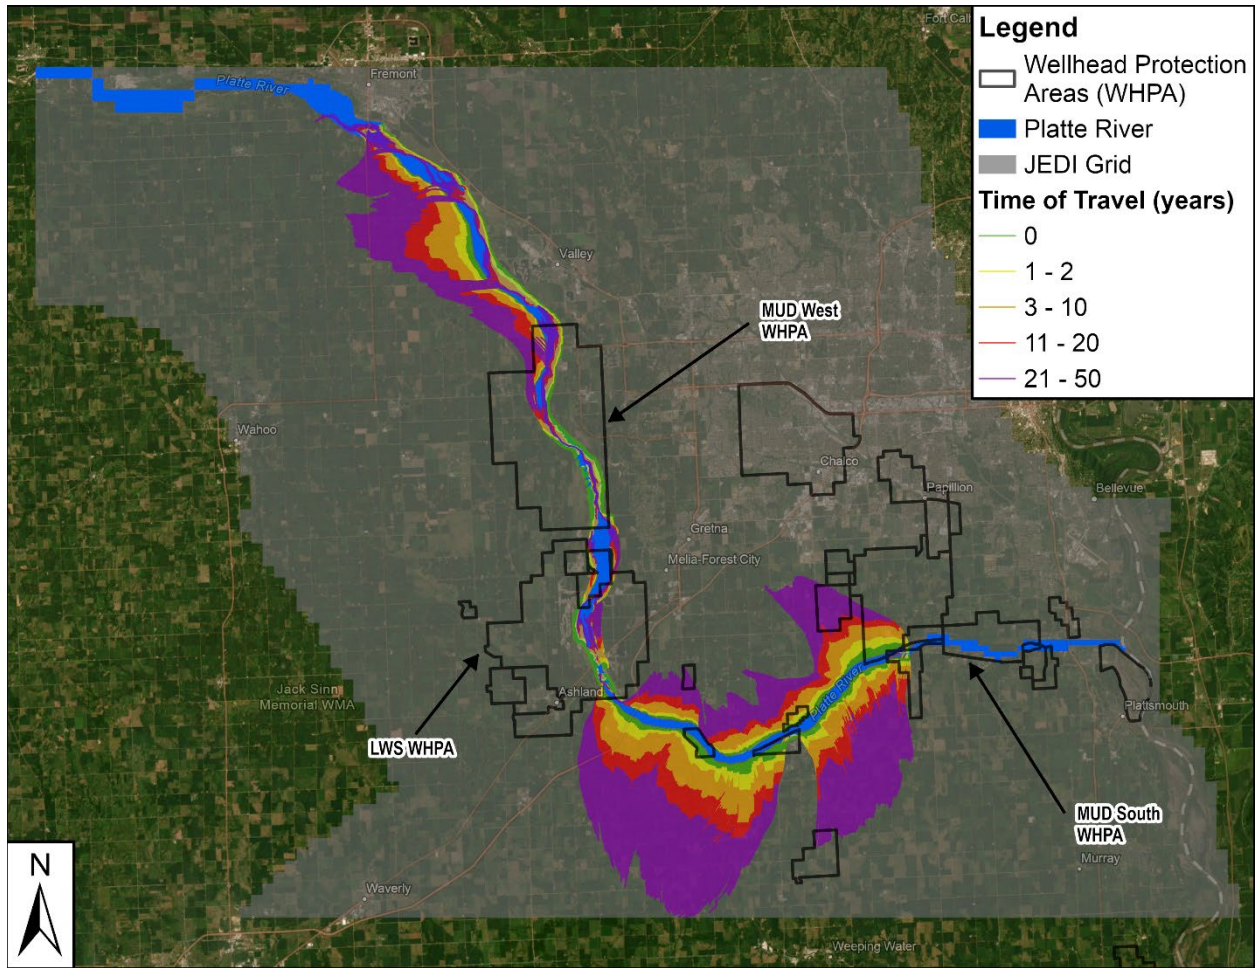 Fort Cal
Legend
Wellhead Protection
Areas (WHPA)
Platte River
JEDI Grid
Time of Travel (years)
0
1 - 2
3 - 10
11 - 20
21 - 50
Platte River
Fremont
Valley
MUD West
WHPA
Wahoo
Chalco
Papillion
Bellevue
Gretna
Melia-Forest City
Jack Sinn
Memorial WMA
Ashland
Platte River
Plattsmouth
LWS WHPA
MUD South
WHPA
Murray
N
Waverly
Weeping Water